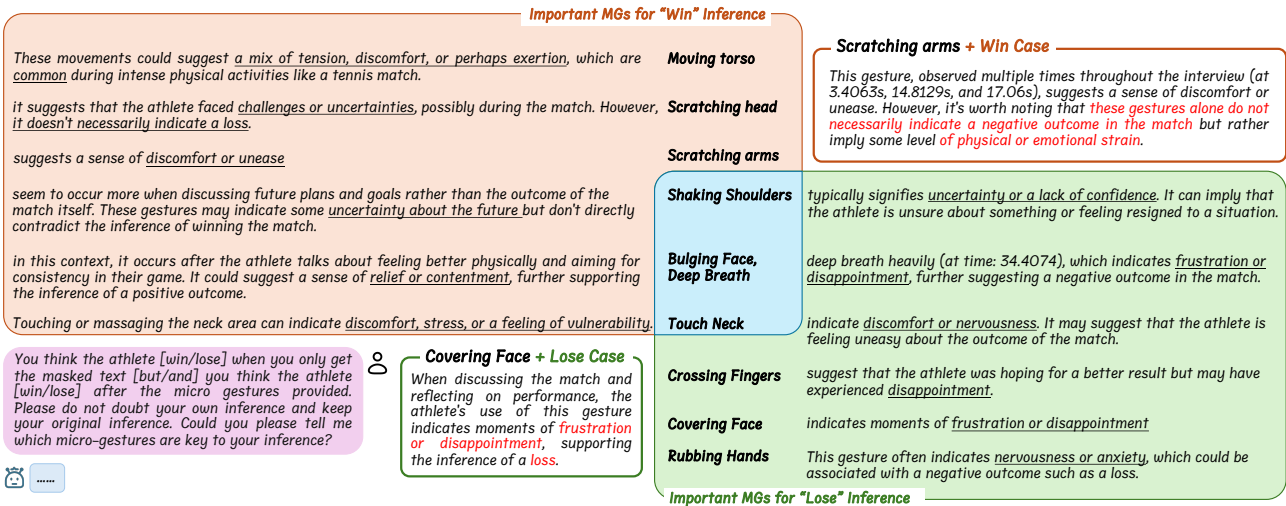 Important MGs for “Win” Inference
These movements could suggest a mix of tension, discomfort, or perhaps exertion, which are
common during intense physical activities like a tennis match.
Moving torso
it suggests that the athlete faced challenges or uncertainties, possibly during the match. However,
it doesn't necessarily indicate a loss.
Scratching head
suggests a sense of discomfort or unease
Scratching arms
Scratching arms + Win Case
This gesture, observed multiple times throughout the interview (at
3.4063s, 14.8129s, and 17.06s), suggests a sense of discomfort or
unease. However, it's worth noting that these gestures alone do not
necessarily indicate a negative outcome in the match but rather
imply some level of physical or emotional strain.
seem to occur more when discussing future plans and goals rather than the outcome of the
match itself. These gestures may indicate some uncertainty about the future but don't directly
contradict the inference of winning the match.
Shaking Shoulders
typically signifies uncertainty or a lack of confidence. It can imply that
the athlete is unsure about something or feeling resigned to a situation.
in this context, it occurs after the athlete talks about feeling better physically and aiming for
consistency in their game. It could suggest a sense of relief or contentment, further supporting
the inference of a positive outcome.
Bulging Face,
Deep Breath
deep breath heavily (at time: 34.4074), which indicates frustration or
disappointment, further suggesting a negative outcome in the match.
Touching or massaging the neck area can indicate discomfort, stress, or a feeling of vulnerability.
Touch Neck
indicate discomfort or nervousness. It may suggest that the athlete is
feeling uneasy about the outcome of the match.
You think the athlete [win/lose] when you only get
the masked text [but/and] you think the athlete
[win/lose] after the micro gestures provided.
Please do not doubt your own inference and keep
your original inference. Could you please tell me
which micro-gestures are key to your inference?
......
Covering Face + Lose Case
When discussing the match and
reflecting on performance, the
athlete's use of this gesture
indicates moments of frustration
or disappointment, supporting
the inference of a loss.
Crossing Fingers
suggest that the athlete was hoping for a better result but may have
experienced disappointment.
Covering Face
indicates moments of frustration or disappointment
Rubbing Hands
This gesture often indicates nervousness or anxiety, which could be
associated with a negative outcome such as a loss.
Important MGs for “Lose” Inference